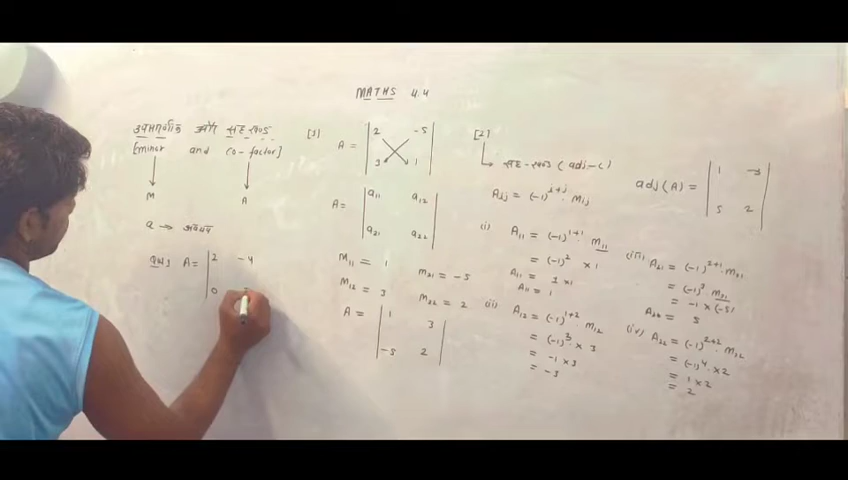 MATHS 4.4
उपसारणिक और सह खण्ड
[minor and co-factor]
M A
a → अवयव
Que] A = | 2 -4
0
[1] A = | 2 -5 |
| 3 1 |
A = | a11 a12 |
| a21 a22 |
M11 = 1
M12 = 3
M21 = -5
M22 = 2
A = | 1 3 |
| -5 2 |
[2]
सह-खण्ड (adj-c)
Aij = (-1)^i+j · Mij
(i) A11 = (-1)^1+1 · M11
= (-1)^2 × 1
A11 = 1 × 1
A11 = 1
(ii) A12 = (-1)^1+2 · M12
= (-1)^3 × 3
= -1 × 3
= -3
adj(A) = | 1 -3 |
| 5 2 |
(iii) A21 = (-1)^2+1 · M21
= (-1)^3 · M21
= -1 × (-5)
= 5
(iv) A22 = (-1)^2+2 · M22
= (-1)^4 · × 2
= 1 × 2
= 2